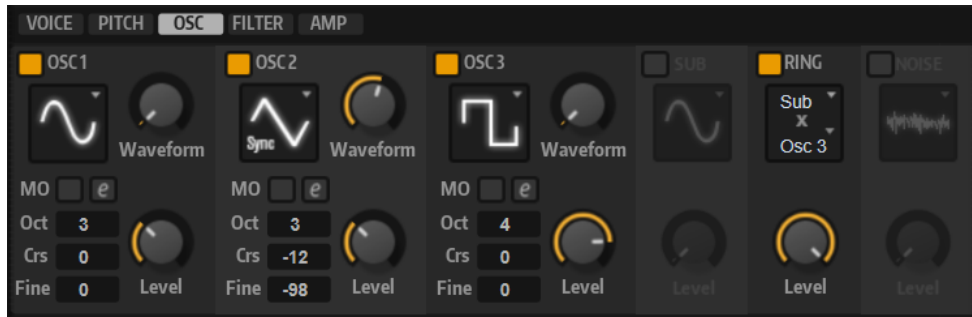 VOICE PITCH OSC FILTER AMP
OSC1 OSC2 OSC3 SUB RING NOISE
Sub
x
Sync Osc 3
Waveform Waveform Waveform
MO e MO e MO e
Oct 3 Oct 3 Oct 4
Crs 0 Crs -12 Crs 0
Fine 0 Level Fine -98 Level Fine 0 Level Level Level Level